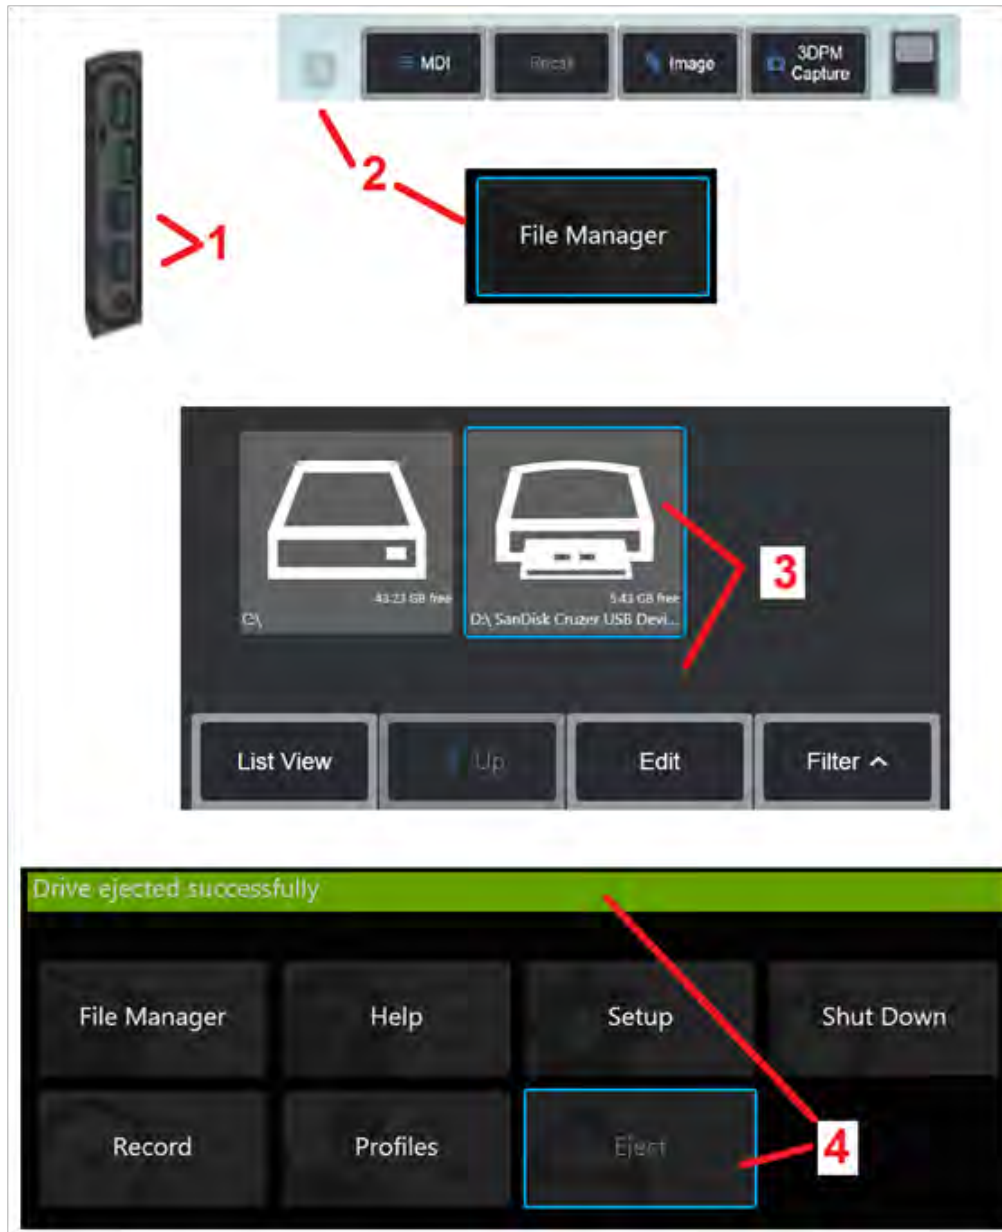 MDI
Recall
Image
3DPM
Capture
2
File Manager
1
43.23 GB free
C:\
5.43 GB free
D:\ SanDisk Cruzer USB Devi...
3
List View
Up
Edit
Filter
Drive ejected successfully
File Manager
Help
Setup
Shut Down
Record
Profiles
Eject
4